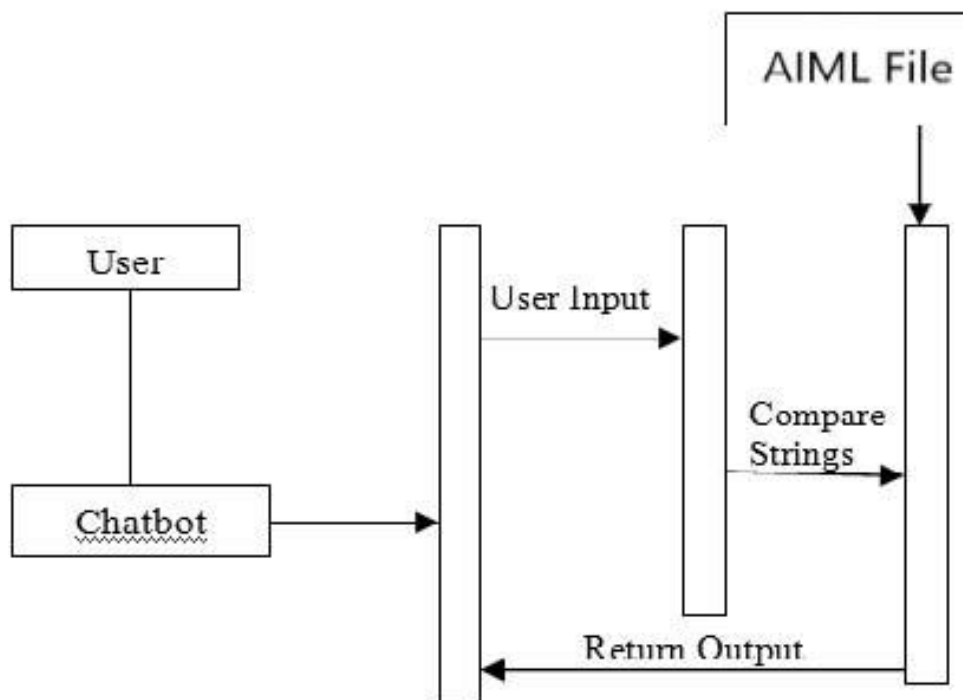 AIML File
User
User Input
Compare
Strings
Chatbot
Return Output